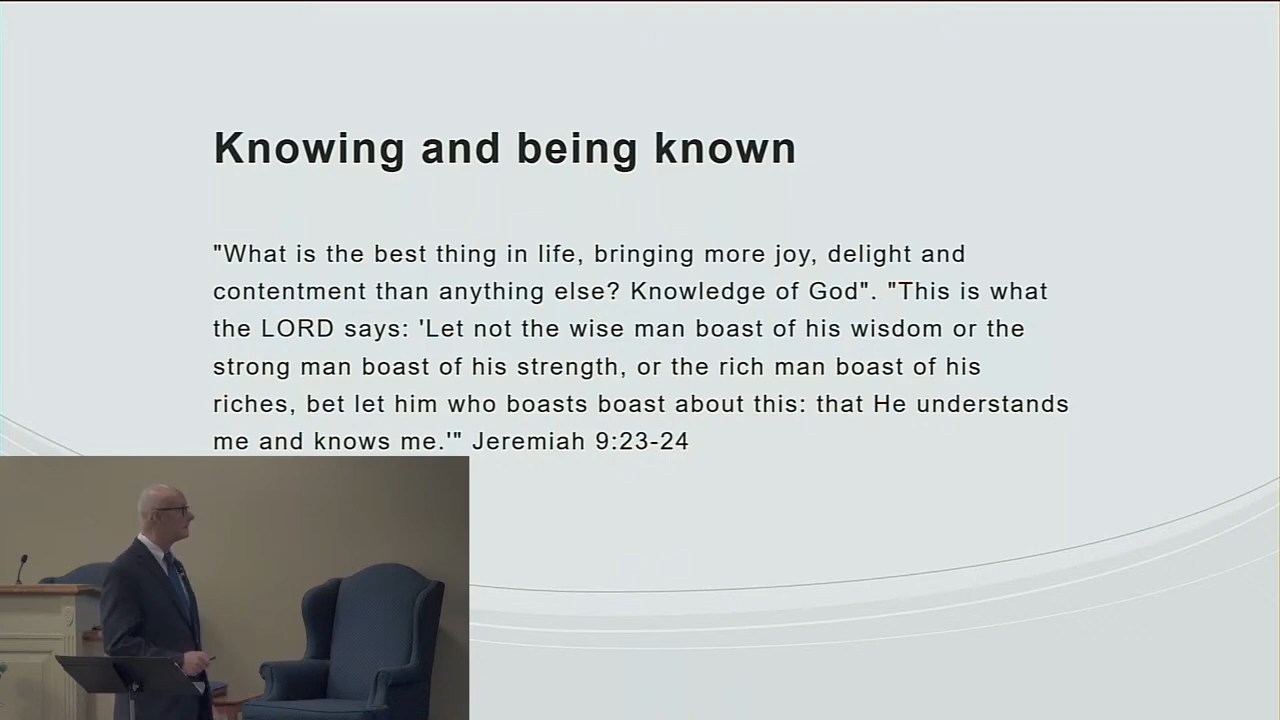 Knowing and being known
"What is the best thing in life, bringing more joy, delight and
contentment than anything else? Knowledge of God". "This is what
the LORD says: 'Let not the wise man boast of his wisdom or the
strong man boast of his strength, or the rich man boast of his
riches, bet let him who boasts boast about this: that He understands
me and knows me.'" Jeremiah 9:23-24